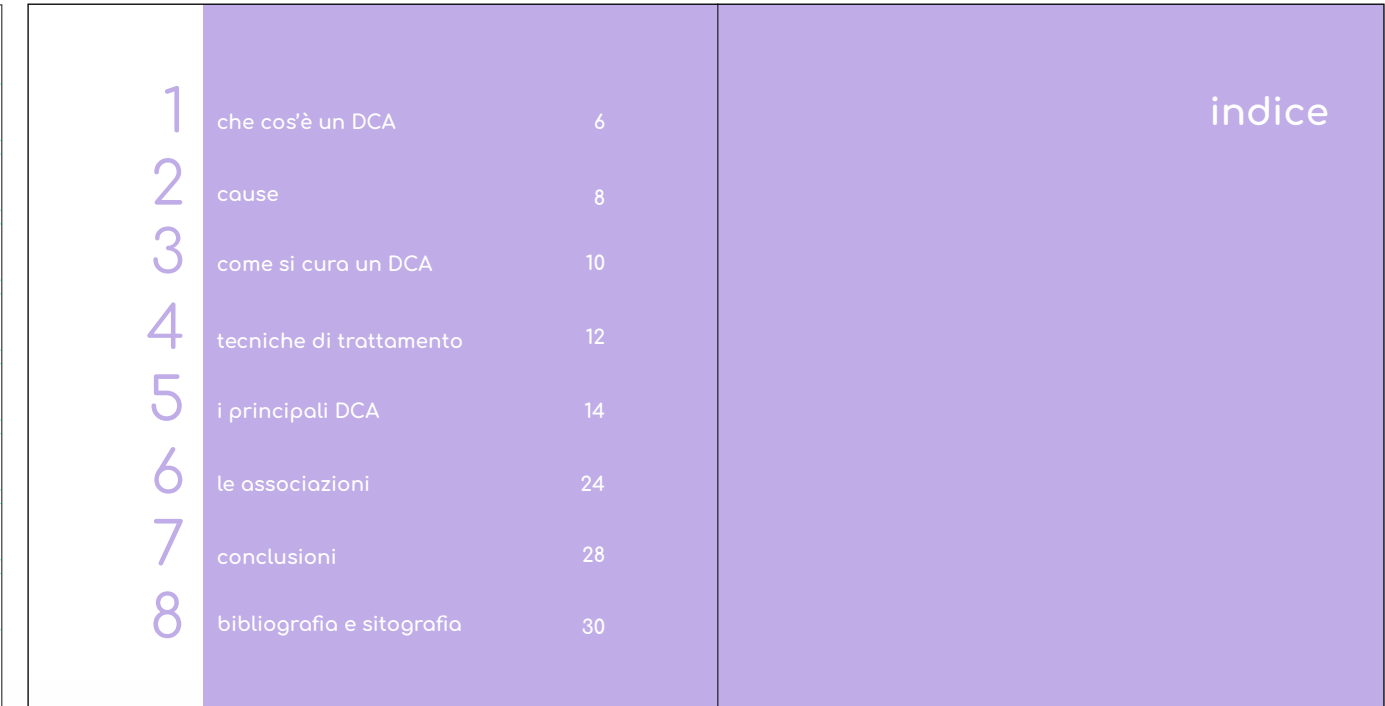 1 che cos'è un DCA 6
2 cause 8
3 come si cura un DCA 10
4 tecniche di trattamento 12
5 i principali DCA 14
6 le associazioni 24
7 conclusioni 28
8 bibliografia e sitografia 30
indice